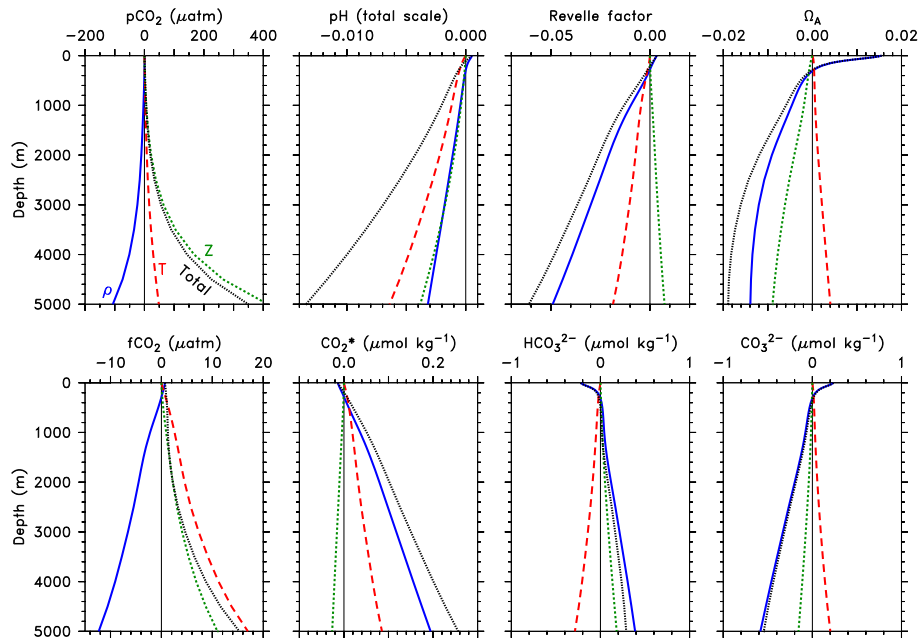 pCO₂ (μatm)
−200 0 200 400
pH (total scale)
−0.010 0.000
Revelle factor
−0.05 0.00
Ω_A
−0.02 0.00 0.02
Depth (m)
0
1000
2000
3000
4000
5000
ρ
T
Total
Z
fCO₂ (μatm)
−10 0 10 20
CO₂* (μmol kg⁻¹)
0.0 0.2
HCO₃²⁻ (μmol kg⁻¹)
−1 0 1
CO₃²⁻ (μmol kg⁻¹)
−1 0 1
Depth (m)
0
1000
2000
3000
4000
5000